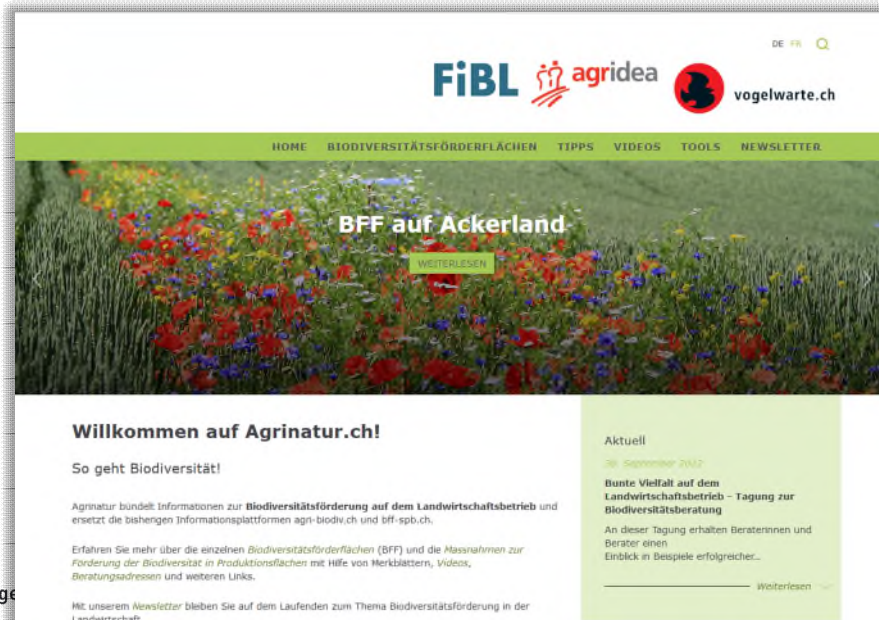 DE FR
FiBL agridea vogelwarte.ch
HOME BIODIVERSITÄTSFÖRDERFLÄCHEN TIPPS VIDEOS TOOLS NEWSLETTER
BFF auf Ackerland
WEITERLESEN
Willkommen auf Agrinatur.ch!
So geht Biodiversität!
Agrinatur bündelt Informationen zur Biodiversitätsförderung auf dem Landwirtschaftsbetrieb und
ersetzt die bisherigen Informationsplattformen agri-biodiv.ch und bff-spb.ch.
Erfahren Sie mehr über die einzelnen Biodiversitätsförderflächen (BFF) und die Massnahmen zur
Förderung der Biodiversität in Produktionsflächen mit Hilfe von Merkblättern, Videos,
Beratungsadressen und weiteren Links.
Mit unserem Newsletter bleiben Sie auf dem Laufenden zum Thema Biodiversitätsförderung in der
Landwirtschaft
Aktuell
September
Bunte Vielfalt auf dem
Landwirtschaftsbetrieb – Tagung zur
Biodiversitätsberatung
An dieser Tagung erhalten Beraterinnen und
Berater einen
Einblick in Beispiele erfolgreicher...
Weiterlesen
ge